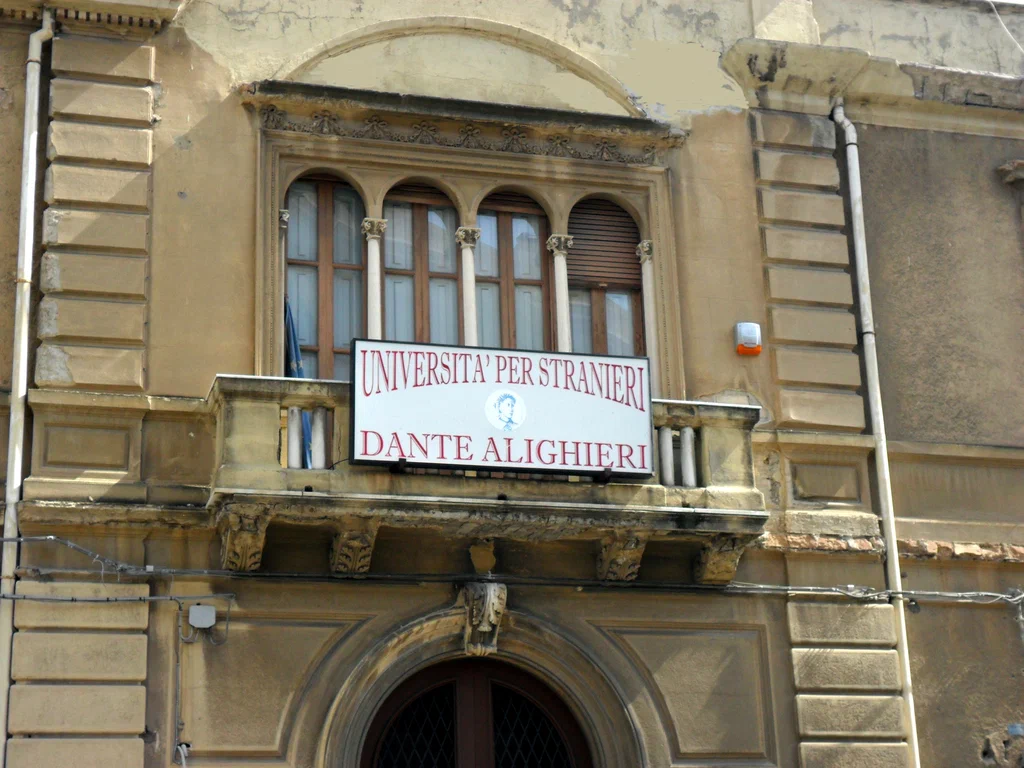 UNIVERSITA' PER STRANIERI
DANTE ALIGHIERI